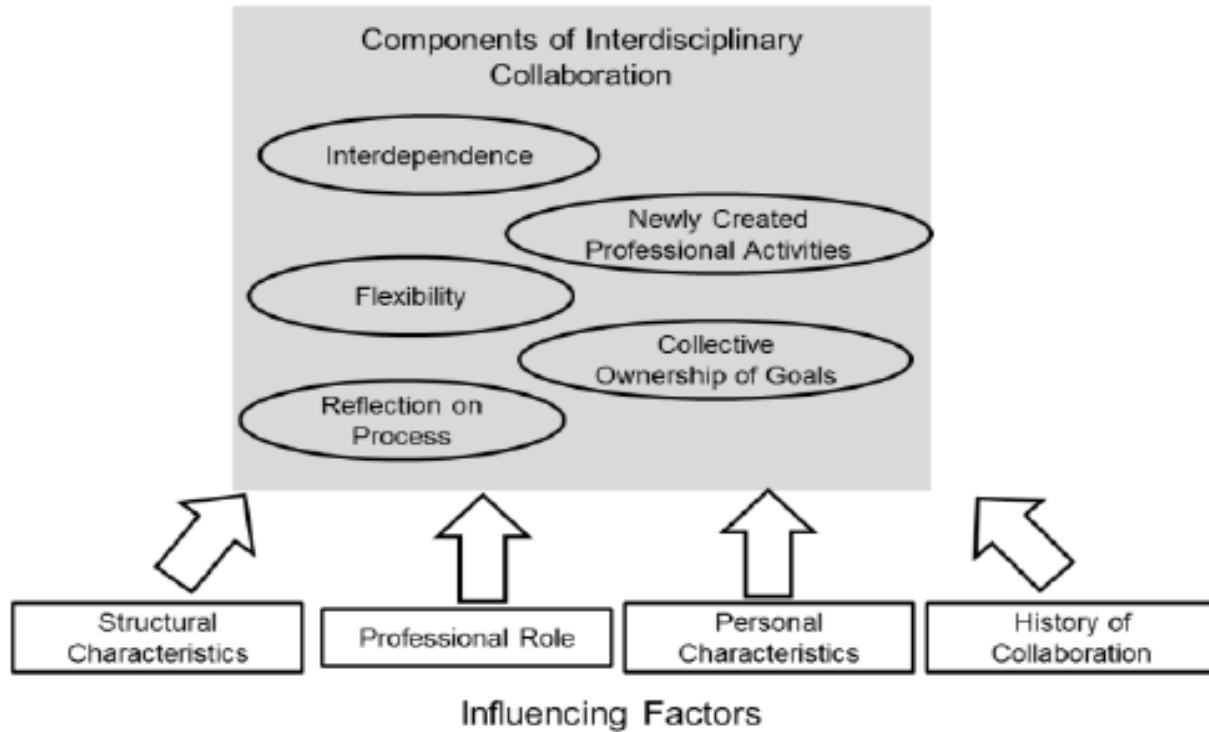 Components of Interdisciplinary
Collaboration
Interdependence
Newly Created
Professional Activities
Flexibility
Collective
Ownership of Goals
Reflection on
Process
Structural
Characteristics
Professional Role
Personal
Characteristics
History of
Collaboration
Influencing Factors